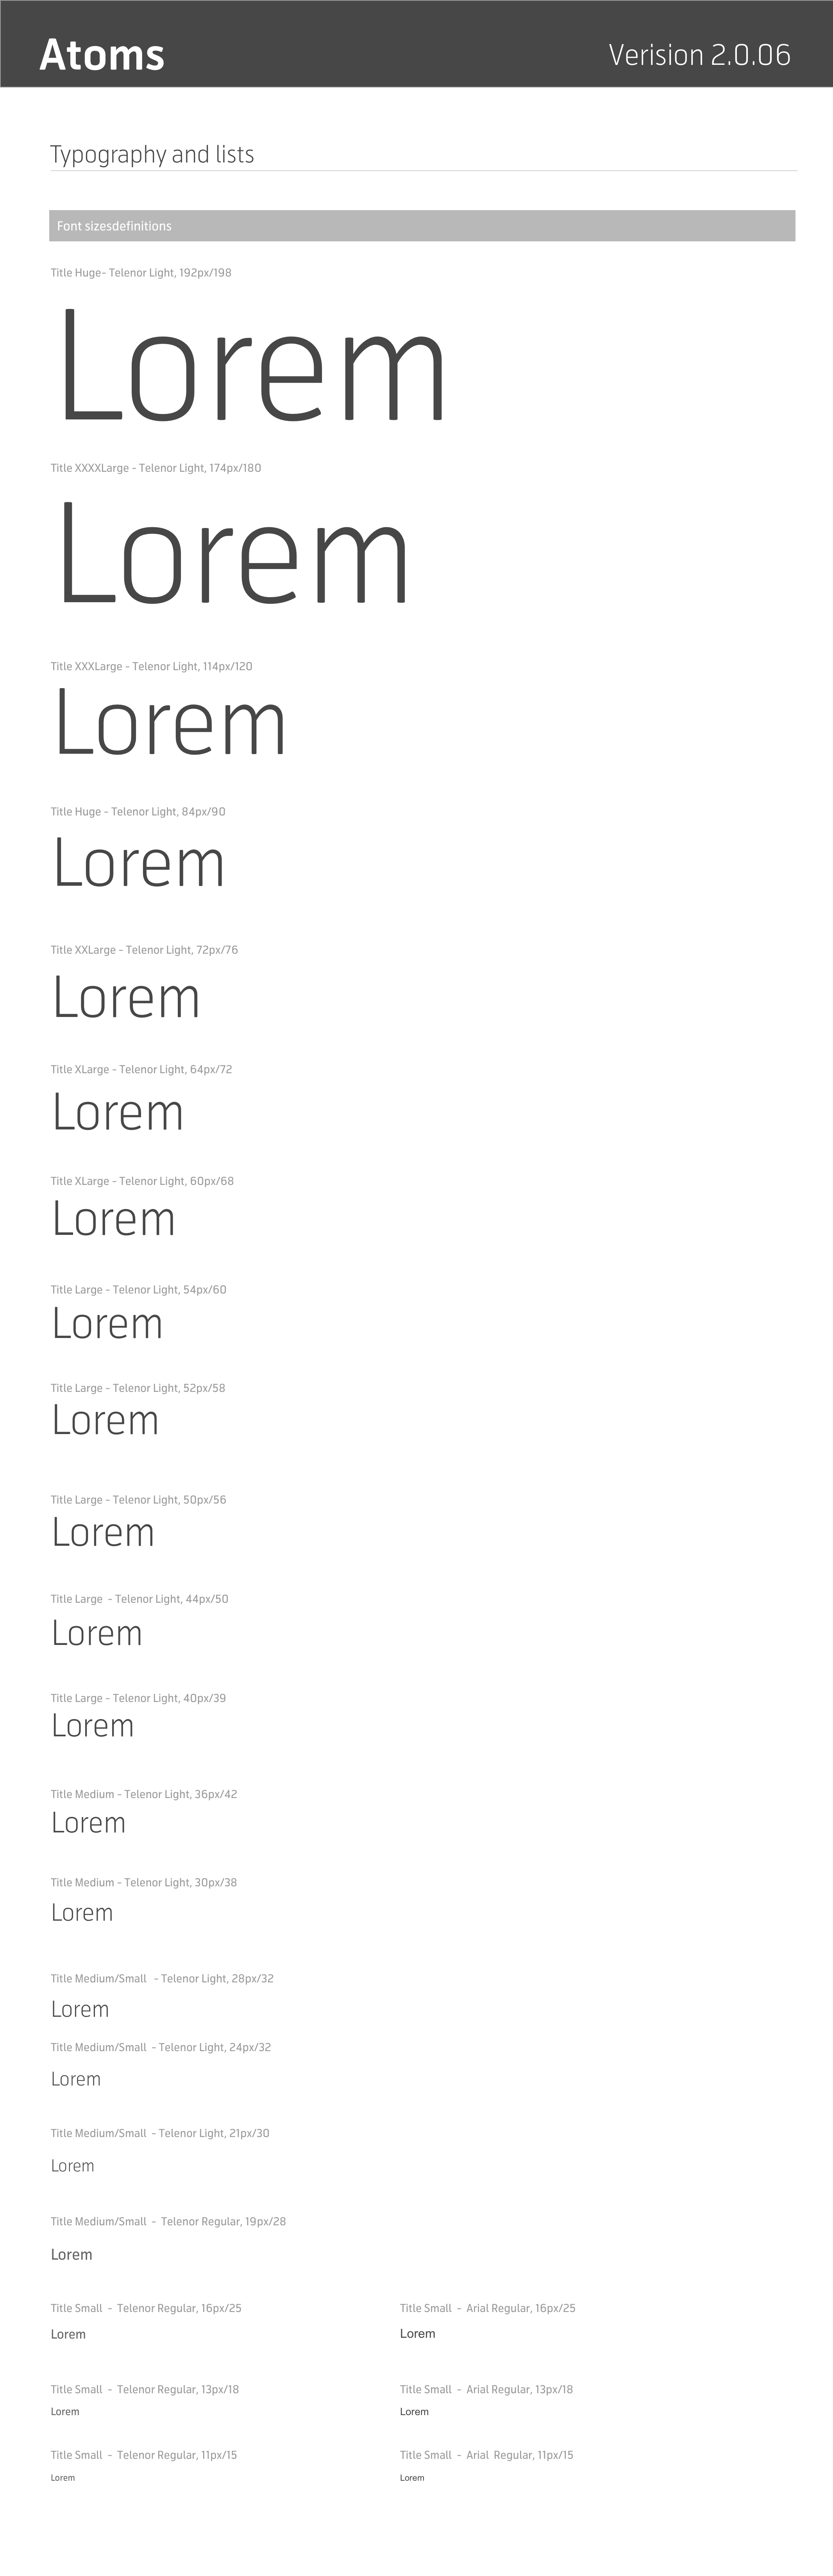 Atoms
Verision 2.0.06
Typography and lists
Font sizesdefinitions
Title Huge- Telenor Light, 192px/198
Lorem
Title XXXXLarge - Telenor Light, 174px/180
Lorem
Title XXXLarge - Telenor Light, 114px/120
Lorem
Title Huge - Telenor Light, 84px/90
Lorem
Title XXLarge - Telenor Light, 72px/76
Lorem
Title XLarge - Telenor Light, 64px/72
Lorem
Title XLarge - Telenor Light, 60px/68
Lorem
Title Large - Telenor Light, 54px/60
Lorem
Title Large - Telenor Light, 52px/58
Lorem
Title Large - Telenor Light, 50px/56
Lorem
Title Large - Telenor Light, 44px/50
Lorem
Title Large - Telenor Light, 40px/39
Lorem
Title Medium - Telenor Light, 36px/42
Lorem
Title Medium - Telenor Light, 30px/38
Lorem
Title Medium/Small - Telenor Light, 28px/32
Lorem
Title Medium/Small - Telenor Light, 24px/32
Lorem
Title Medium/Small - Telenor Light, 21px/30
Lorem
Title Medium/Small - Telenor Regular, 19px/28
Lorem
Title Small - Telenor Regular, 16px/25
Title Small - Arial Regular, 16px/25
Lorem
Lorem
Title Small - Telenor Regular, 13px/18
Title Small - Arial Regular, 13px/18
Lorem
Lorem
Title Small - Telenor Regular, 11px/15
Title Small - Arial Regular, 11px/15
Lorem
Lorem